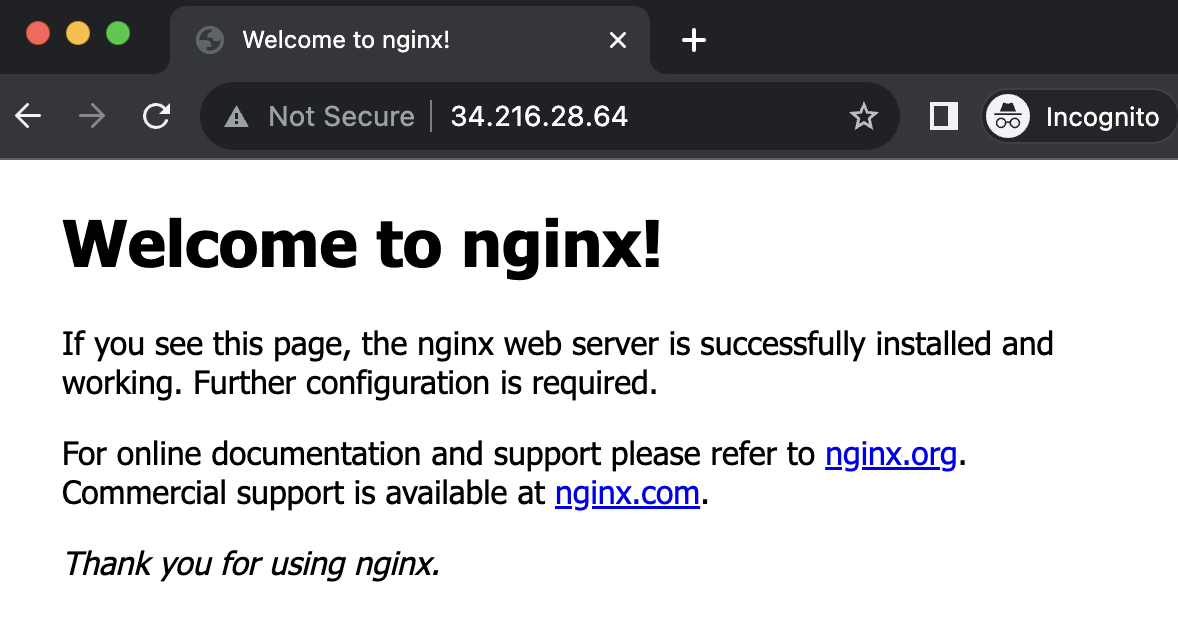 Welcome to nginx!
Not Secure 34.216.28.64
Incognito
Welcome to nginx!
If you see this page, the nginx web server is successfully installed and
working. Further configuration is required.
For online documentation and support please refer to nginx.org.
Commercial support is available at nginx.com.
Thank you for using nginx.